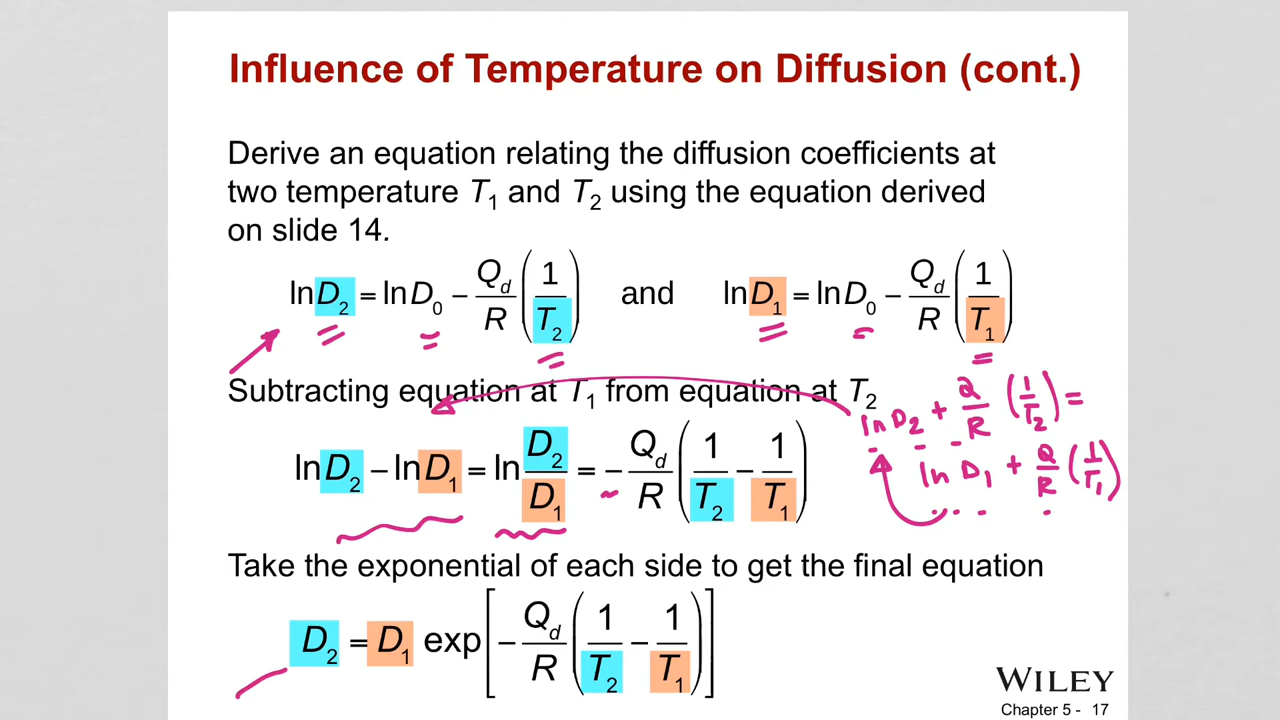 Influence of Temperature on Diffusion (cont.)
Derive an equation relating the diffusion coefficients at
two temperature T₁ and T₂ using the equation derived
on slide 14.
lnD₂ = lnD₀ − Q_d/R (1/T₂) and lnD₁ = lnD₀ − Q_d/R (1/T₁)
Subtracting equation at T₁ from equation at T₂
ln D₂ + Q/R (1/T₂) =
ln D₁ + Q/R (1/T₁)
lnD₂ − lnD₁ = ln D₂/D₁ = − Q_d/R (1/T₂ − 1/T₁)
Take the exponential of each side to get the final equation
D₂ = D₁ exp[− Q_d/R (1/T₂ − 1/T₁)]
WILEY
Chapter 5 - 17